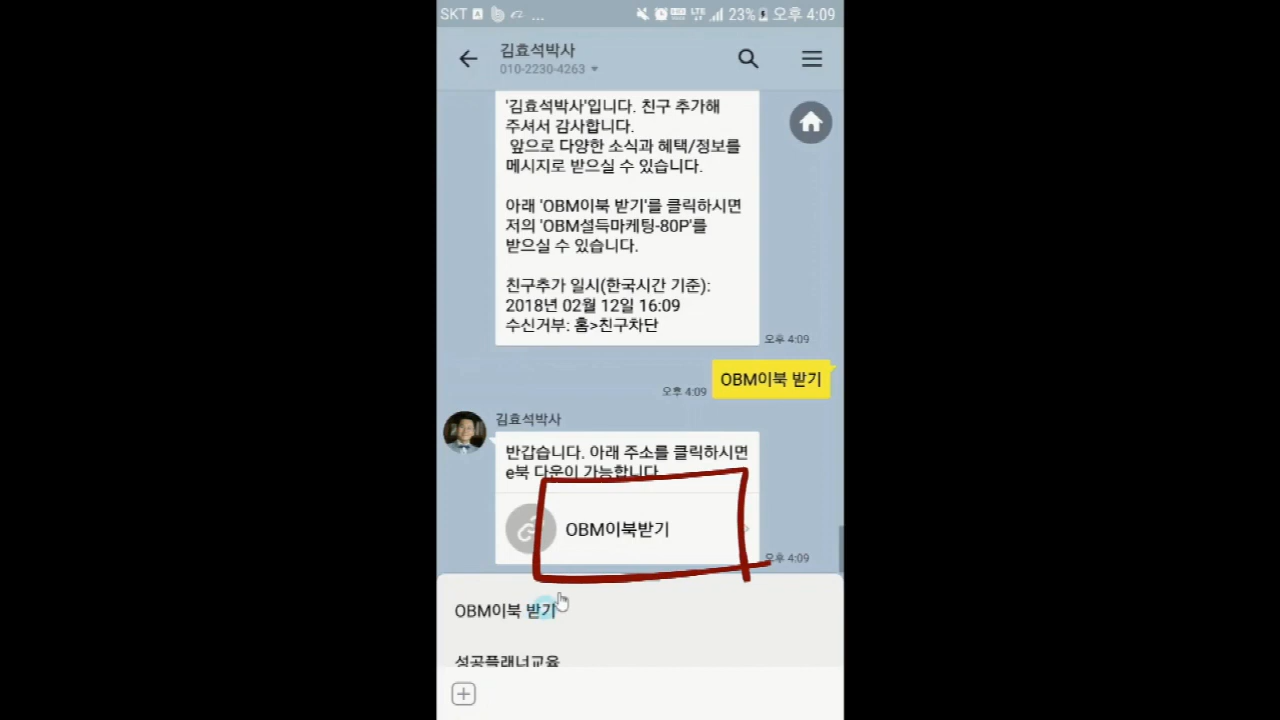 SKT
...
LTE
23%
오후 4:09
김효석박사
010-2230-4263
'김효석박사'입니다. 친구 추가해
주셔서 감사합니다.
앞으로 다양한 소식과 혜택/정보를
메시지로 받으실 수 있습니다.
아래 'OBM이북 받기'를 클릭하시면
저의 'OBM설득마케팅-80P'를
받으실 수 있습니다.
친구추가 일시(한국시간 기준):
2018년 02월 12일 16:09
수신거부: 홈>친구차단
오후 4:09
OBM이북 받기
오후 4:09
김효석박사
반갑습니다. 아래 주소를 클릭하시면
e북 다운이 가능합니다
OBM이북받기
오후 4:09
OBM이북 받기
성공플래너교육